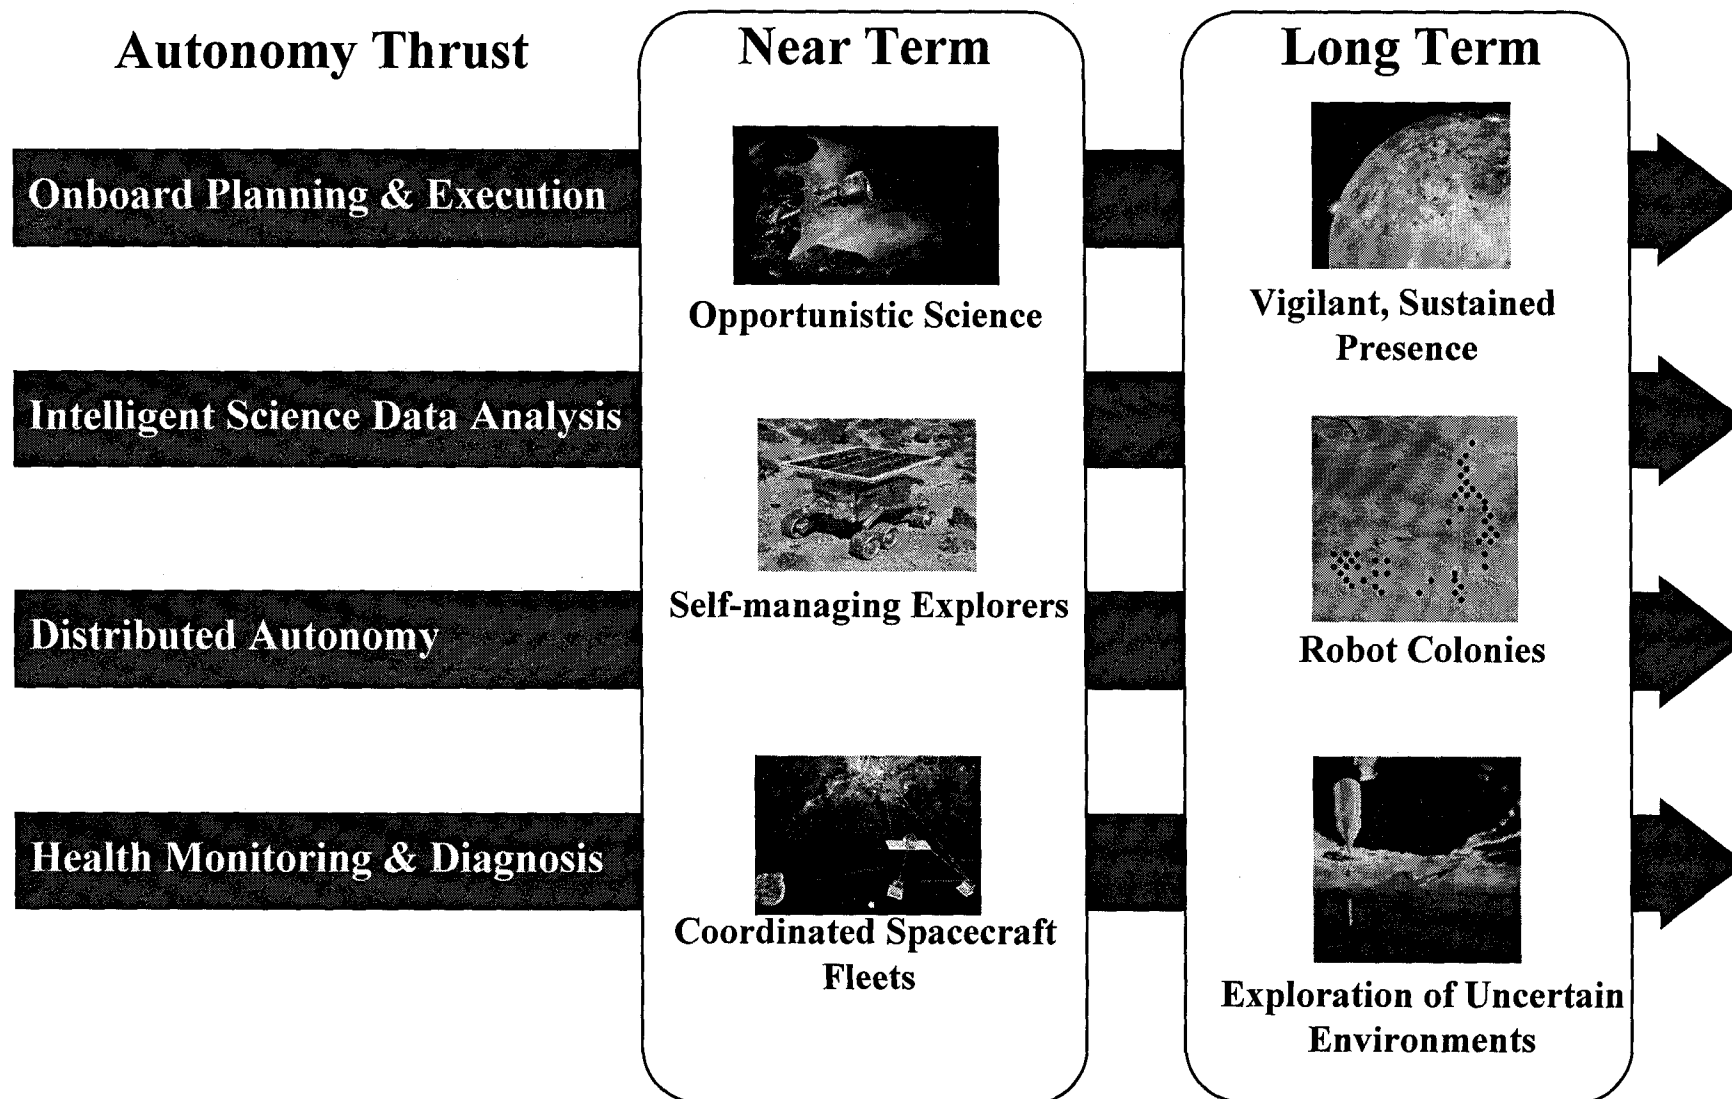 Autonomy Thrust
Near Term
Long Term
Onboard Planning & Execution
Opportunistic Science
Vigilant, Sustained
Presence
Intelligent Science Data Analysis
Self-managing Explorers
Robot Colonies
Distributed Autonomy
Health Monitoring & Diagnosis
Coordinated Spacecraft
Fleets
Exploration of Uncertain
Environments